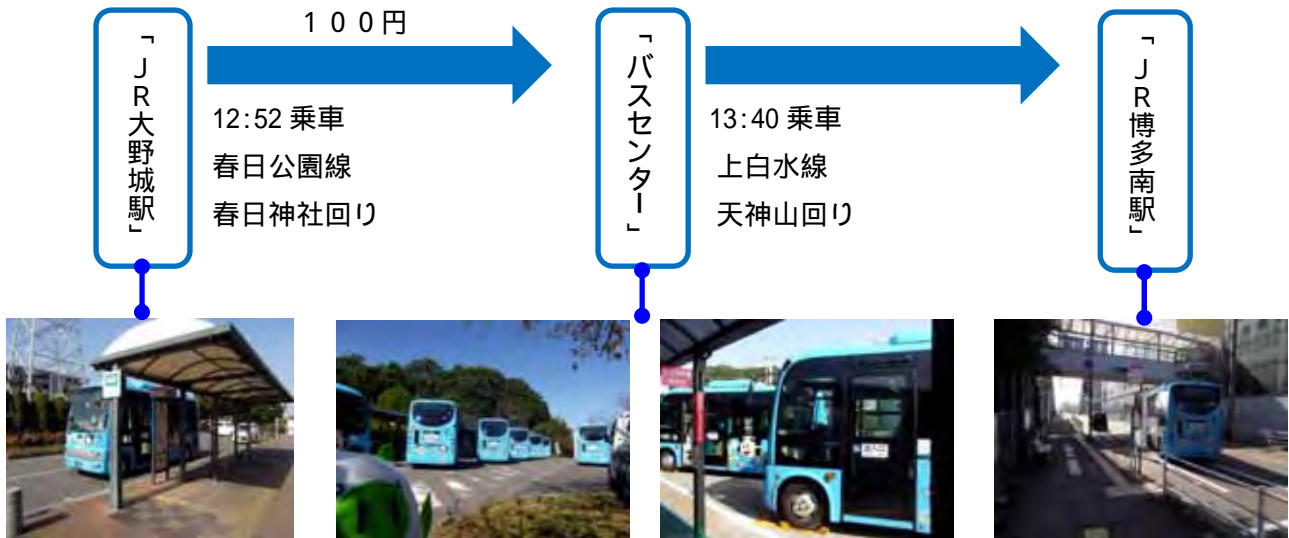 「JR大野城駅」
１００円
12:52 乗車
春日公園線
春日神社回り
「バスセンター」
13:40 乗車
上白水線
天神山回り
「JR博多南駅」